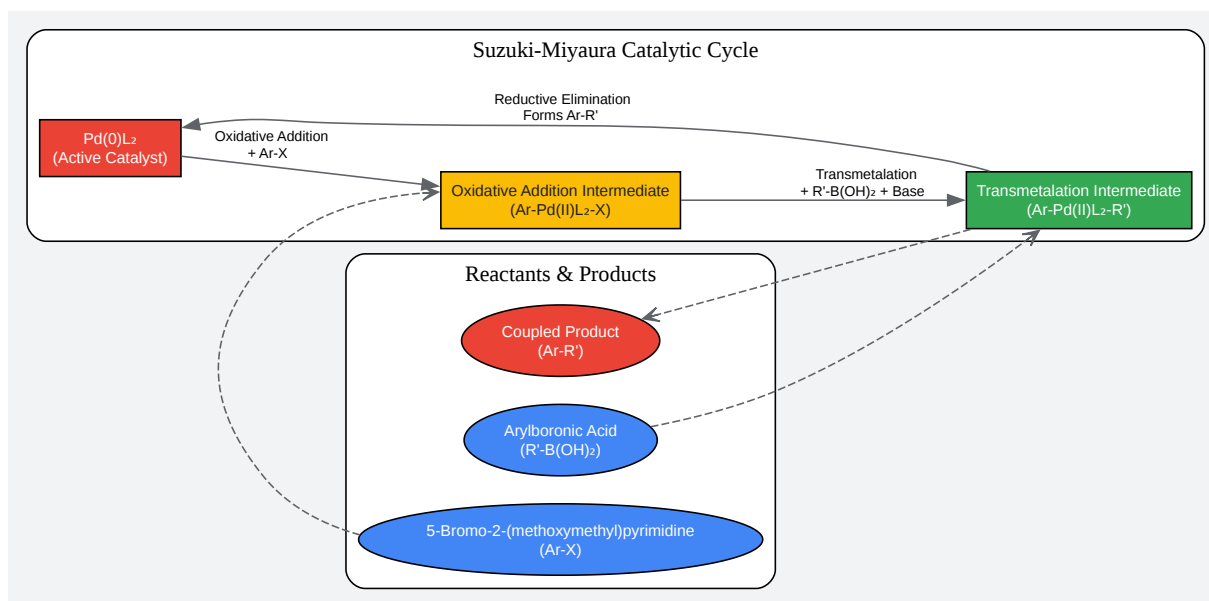 Suzuki-Miyaura Catalytic Cycle
Reductive Elimination
Forms Ar-R'
Pd(0)L₂
(Active Catalyst)
Oxidative Addition
+ Ar-X
Oxidative Addition Intermediate
(Ar-Pd(II)L₂-X)
Transmetalation
+ R'-B(OH)₂ + Base
Transmetalation Intermediate
(Ar-Pd(II)L₂-R')
Reactants & Products
Coupled Product
(Ar-R')
Arylboronic Acid
(R'-B(OH)₂)
5-Bromo-2-(methoxymethyl)pyrimidine
(Ar-X)